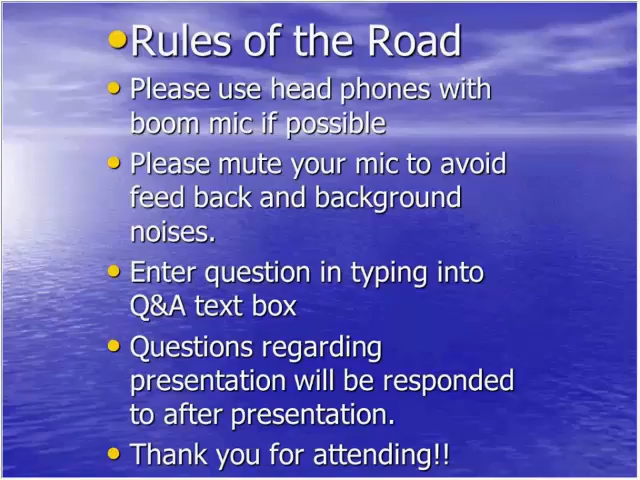 •Rules of the Road
• Please use head phones with
boom mic if possible
• Please mute your mic to avoid
feed back and background
noises.
• Enter question in typing into
Q&A text box
• Questions regarding
presentation will be responded
to after presentation.
• Thank you for attending!!